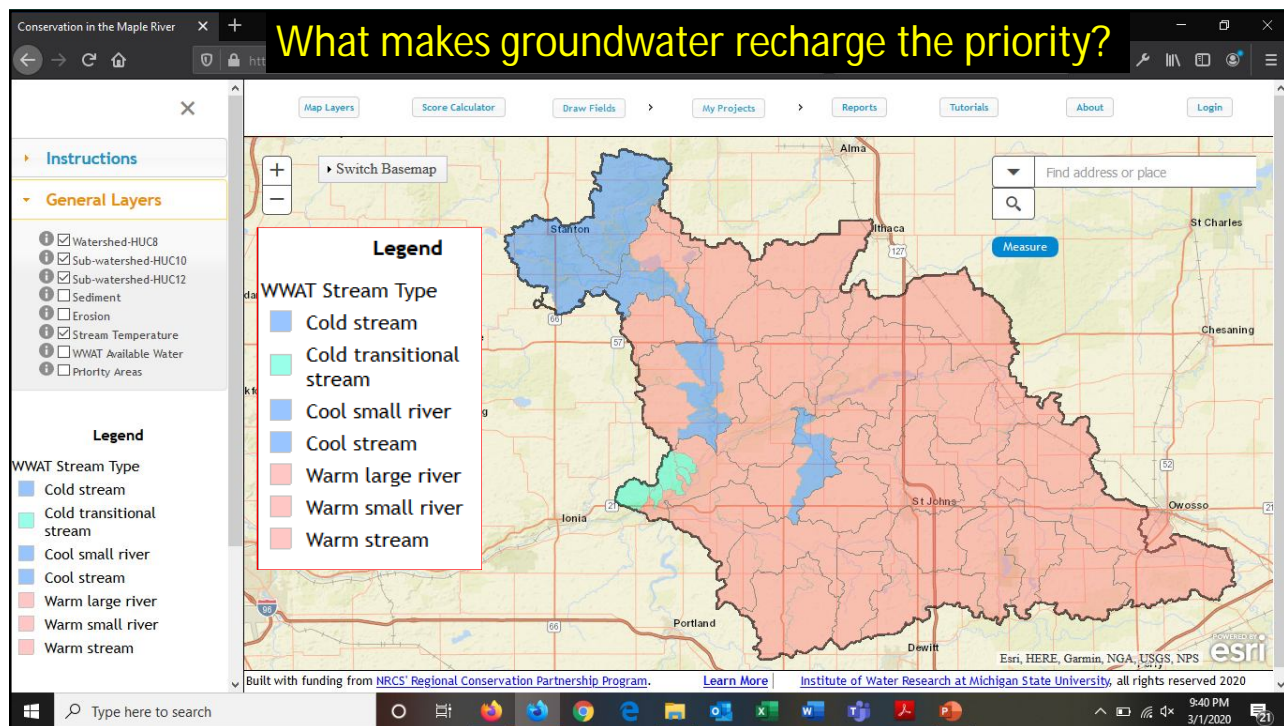 Conservation in the Maple River
What makes groundwater recharge the priority?
Map Layers
Score Calculator
Draw Fields
My Projects
Reports
Tutorials
About
Login
Instructions
General Layers
Watershed-HUC8
Sub-watershed-HUC10
Sub-watershed-HUC12
Sediment
Erosion
Stream Temperature
WWAT Available Water
Priority Areas
Legend
WWAT Stream Type
Cold stream
Cold transitional
stream
Cool small river
Cool stream
Warm large river
Warm small river
Warm stream
+
−
Switch Basemap
Find address or place
Measure
Legend
WWAT Stream Type
Cold stream
Cold transitional
stream
Cool small river
Cool stream
Warm large river
Warm small river
Warm stream
Alma
Stanton
Ithaca
127
St Charles
66
57
Chesaning
52
St Johns
Owosso
21
21
Ionia
96
66
Portland
Dewitt
POWERED BY
esri
Esri, HERE, Garmin, NGA, USGS, NPS
Built with funding from NRCS' Regional Conservation Partnership Program.
Learn More
Institute of Water Research at Michigan State University, all rights reserved 2020
Type here to search
9:40 PM
3/1/2020
21